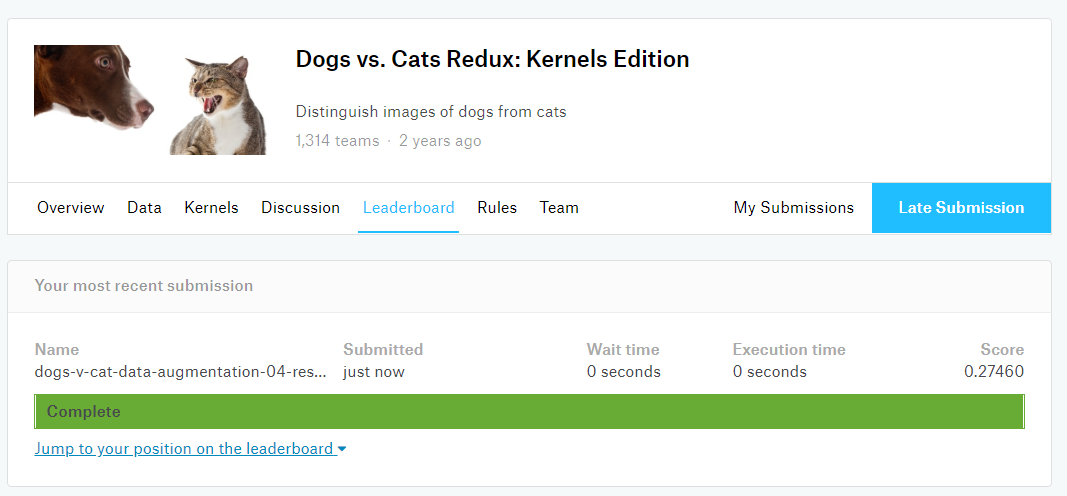 Dogs vs. Cats Redux: Kernels Edition
Distinguish images of dogs from cats
1,314 teams · 2 years ago
Overview Data Kernels Discussion Leaderboard Rules Team My Submissions Late Submission
Your most recent submission
Name Submitted Wait time Execution time Score
dogs-v-cat-data-augmentation-04-res... just now 0 seconds 0 seconds 0.27460
Complete
Jump to your position on the leaderboard